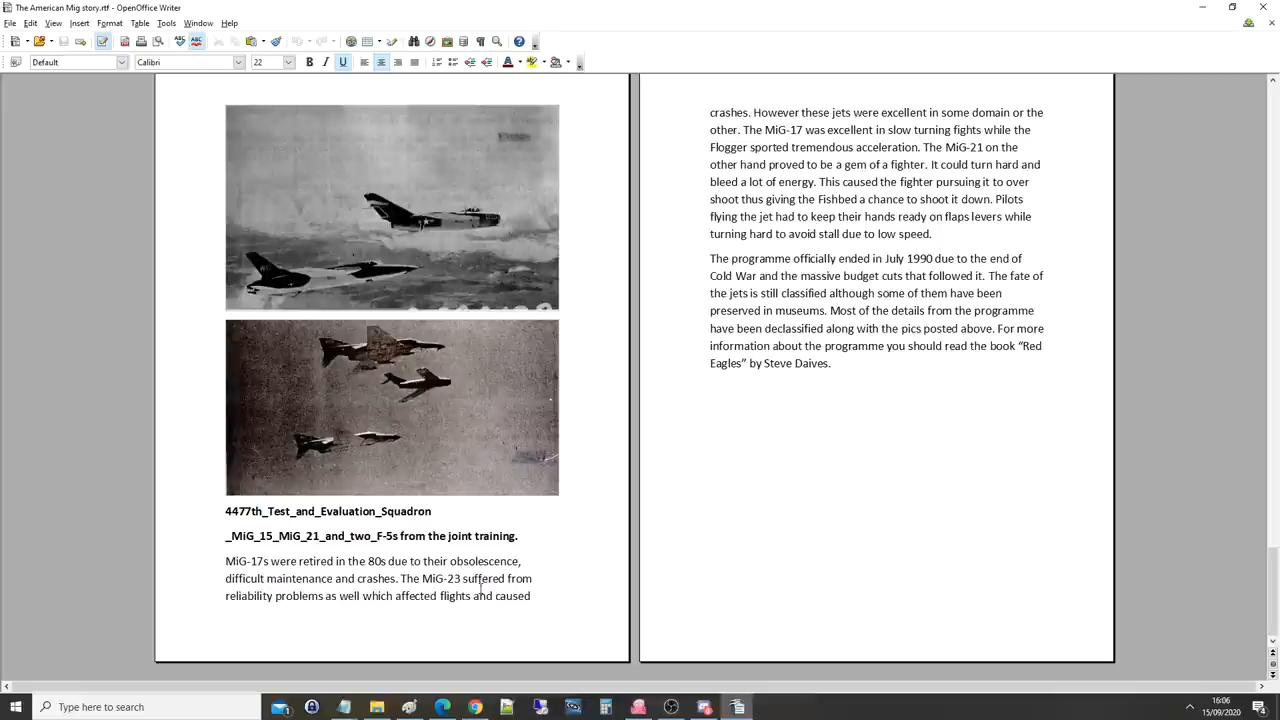 The American Mig story.rtf - OpenOffice Writer
File Edit View Insert Format Table Tools Window Help
Default Calibri 22
4477th_Test_and_Evaluation_Squadron
_MiG_15_MiG_21_and_two_F-5s from the joint training.
MiG-17s were retired in the 80s due to their obsolescence,
difficult maintenance and crashes. The MiG-23 suffered from
reliability problems as well which affected flights and caused
crashes. However these jets were excellent in some domain or the
other. The MiG-17 was excellent in slow turning fights while the
Flogger sported tremendous acceleration. The MiG-21 on the
other hand proved to be a gem of a fighter. It could turn hard and
bleed a lot of energy. This caused the fighter pursuing it to over
shoot thus giving the Fishbed a chance to shoot it down. Pilots
flying the jet had to keep their hands ready on flaps levers while
turning hard to avoid stall due to low speed.
The programme officially ended in July 1990 due to the end of
Cold War and the massive budget cuts that followed it. The fate of
the jets is still classified although some of them have been
preserved in museums. Most of the details from the programme
have been declassified along with the pics posted above. For more
information about the programme you should read the book “Red
Eagles” by Steve Daives.
Type here to search
16:06
15/09/2020